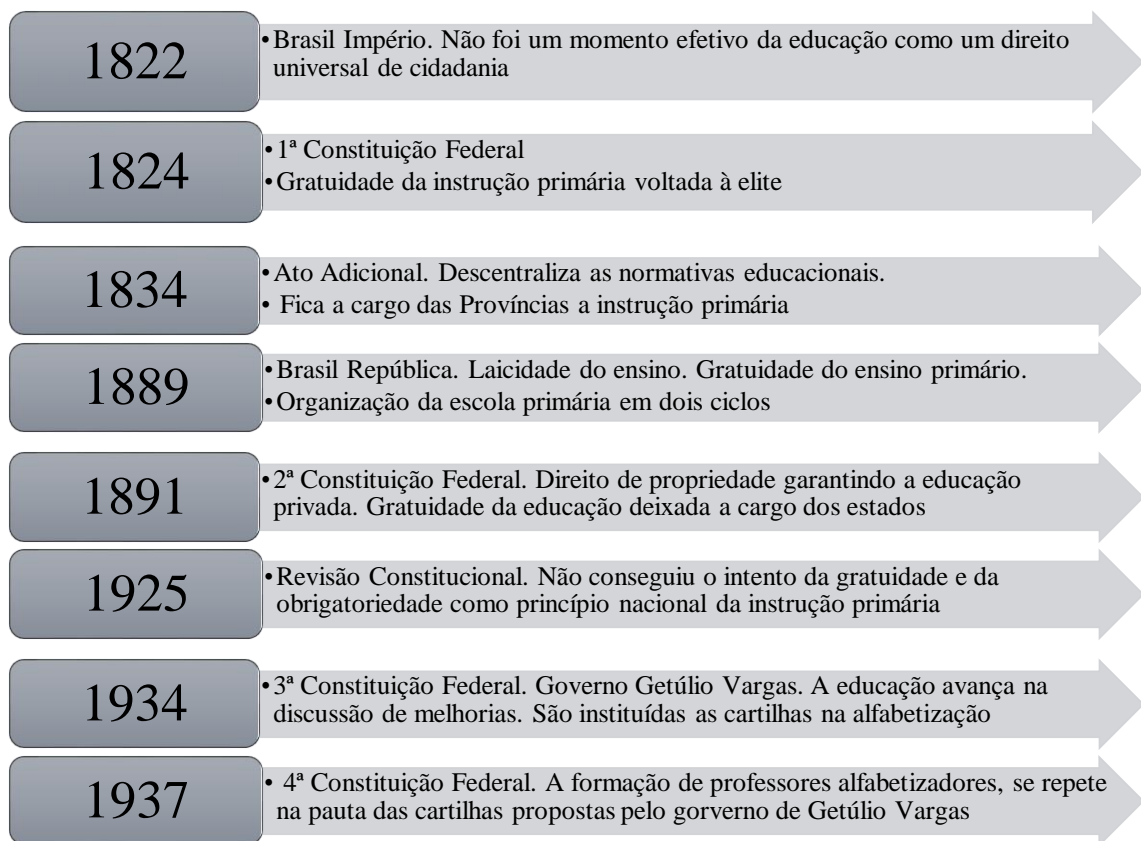 1822
•Brasil Império. Não foi um momento efetivo da educação como um direito
universal de cidadania
1824
•1ª Constituição Federal
•Gratuidade da instrução primária voltada à elite
1834
•Ato Adicional. Descentraliza as normativas educacionais.
• Fica a cargo das Províncias a instrução primária
1889
•Brasil República. Laicidade do ensino. Gratuidade do ensino primário.
•Organização da escola primária em dois ciclos
1891
•2ª Constituição Federal. Direito de propriedade garantindo a educação
privada. Gratuidade da educação deixada a cargo dos estados
1925
•Revisão Constitucional. Não conseguiu o intento da gratuidade e da
obrigatoriedade como princípio nacional da instrução primária
1934
•3ª Constituição Federal. Governo Getúlio Vargas. A educação avança na
discussão de melhorias. São instituídas as cartilhas na alfabetização
1937
• 4ª Constituição Federal. A formação de professores alfabetizadores, se repete
na pauta das cartilhas propostas pelo gorverno de Getúlio Vargas